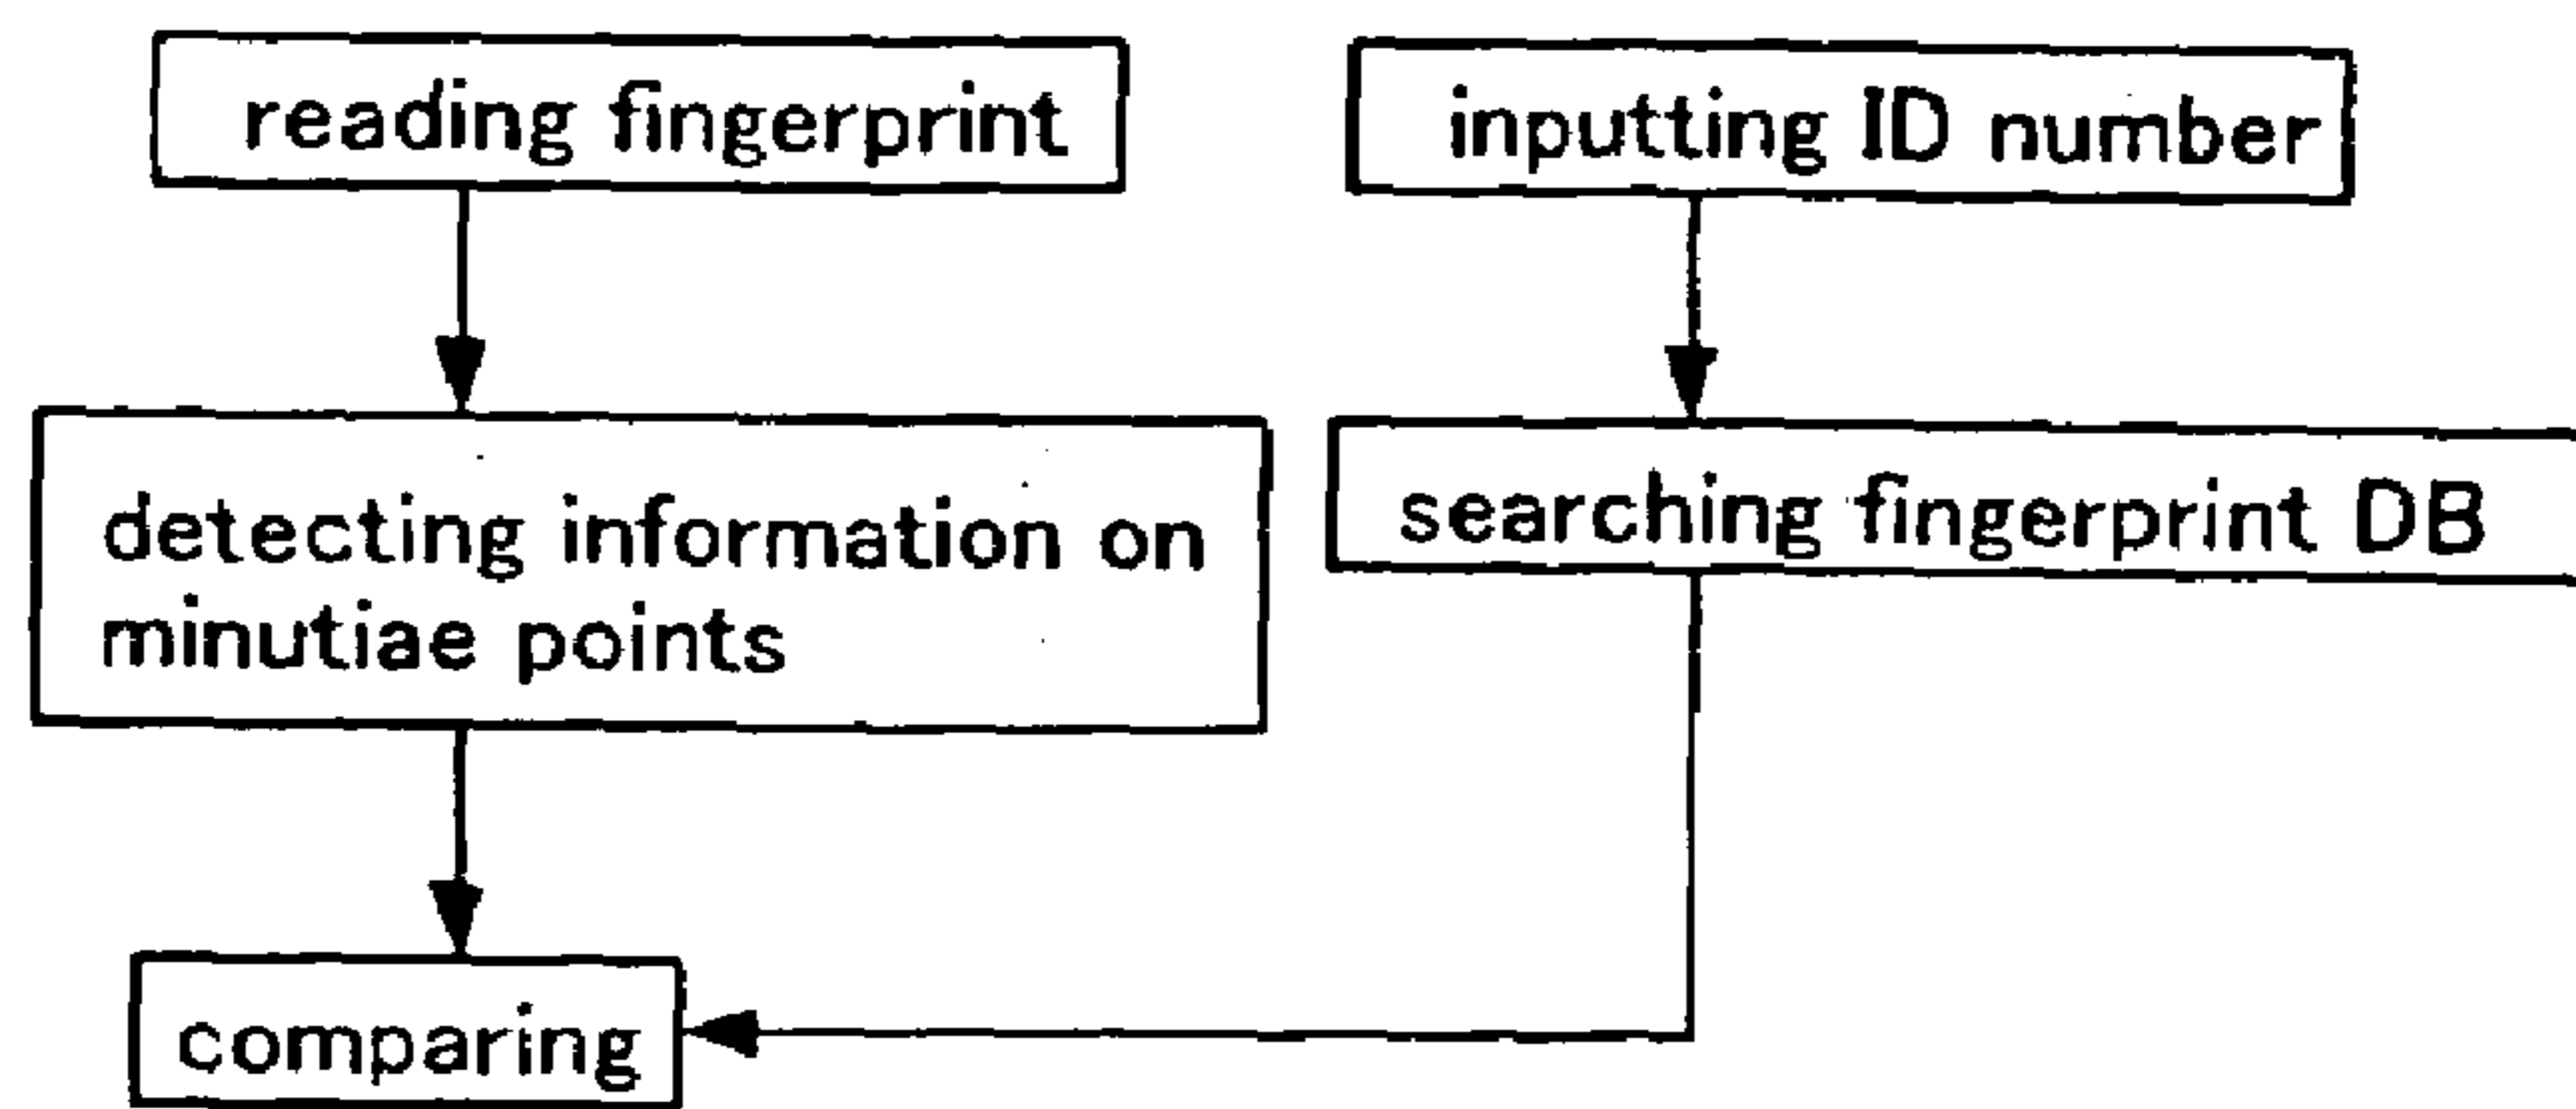 reading fingerprint
inputting ID number
detecting information on
minutiae points
searching fingerprint DB
comparing